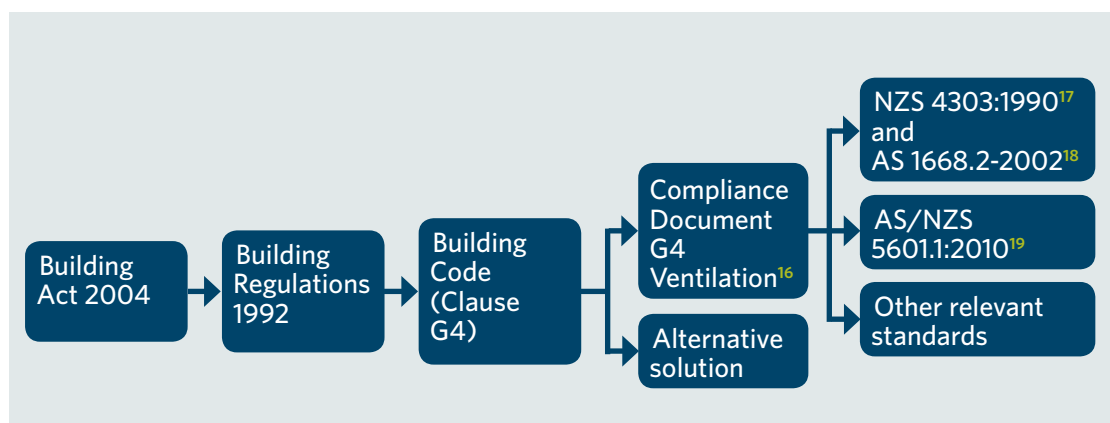 Building
Act 2004
Building
Regulations
1992
Building
Code
(Clause
G4)
Compliance
Document
G4
Ventilation16
Alternative
solution
NZS 4303:199017
and
AS 1668.2-200218
AS/NZS
5601.1:201019
Other relevant
standards